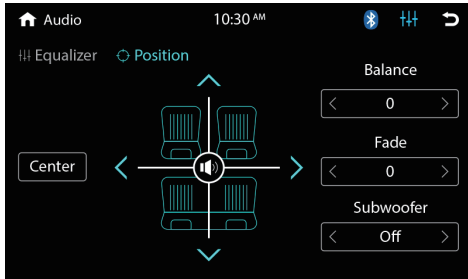 Audio
10:30 AM
Equalizer
Position
Balance
0
Fade
0
Center
Subwoofer
Off